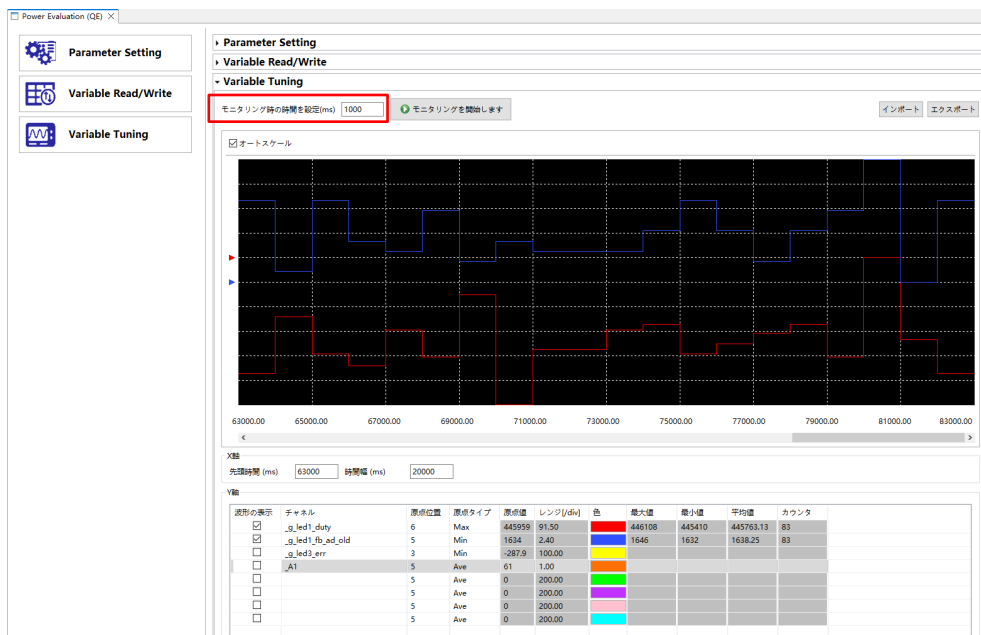 Power Evaluation (QE)
Parameter Setting
Variable Read/Write
Variable Tuning
Parameter Setting
Variable Read/Write
Variable Tuning
モニタリング時の時間を設定(ms) 1000 モニタリングを開始します インポート エクスポート
オートスケール
63000.00 65000.00 67000.00 69000.00 71000.00 73000.00 75000.00 77000.00 79000.00 81000.00 83000.00
X軸
先頭時間 (ms) 63000 時間幅 (ms) 20000
Y軸
波形の表示 チャネル 原点位置 原点タイプ 原点値 レンジ[/div] 色 最大値 最小値 平均値 カウンタ
_g_led1_duty 6 Max 445959 91.50 446108 445410 445763.13 83
_g_led1_fb_ad_old 5 Min 1634 2.40 1646 1632 1638.25 83
_g_led3_err 3 Min -287.9 100.00
_A1 5 Ave 61 1.00
5 Ave 0 200.00
5 Ave 0 200.00
5 Ave 0 200.00
5 Ave 0 200.00